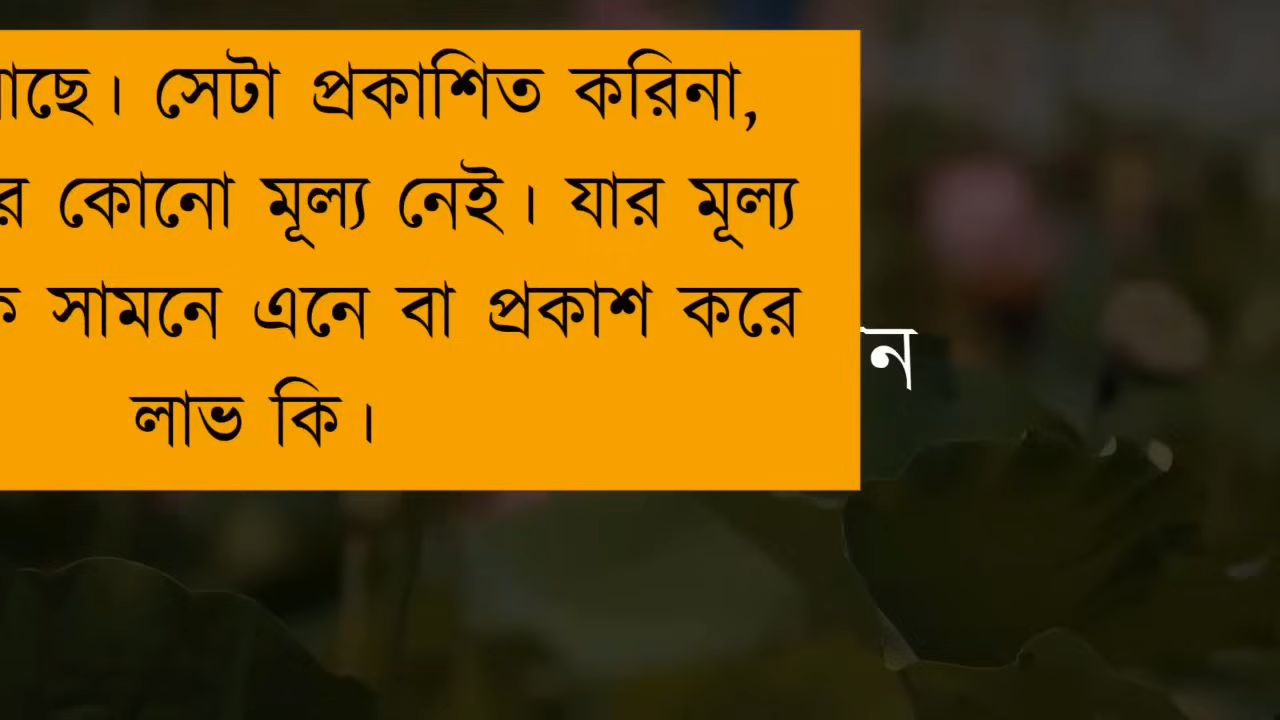 সেটা প্রকাশিত করিনা,
কোনো মূল্য নেই। যার মূল্য
সামনে এনে বা প্রকাশ করে
লাভ কি।